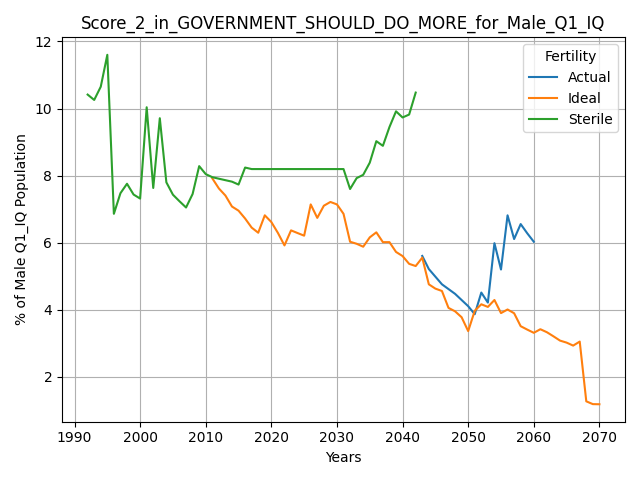 Score_2_in_GOVERNMENT_SHOULD_DO_MORE_for_Male_Q1_IQ
12
10
8
6
4
2
% of Male Q1_IQ Population
Fertility
Actual
Ideal
Sterile
1990 2000 2010 2020 2030 2040 2050 2060 2070
Years